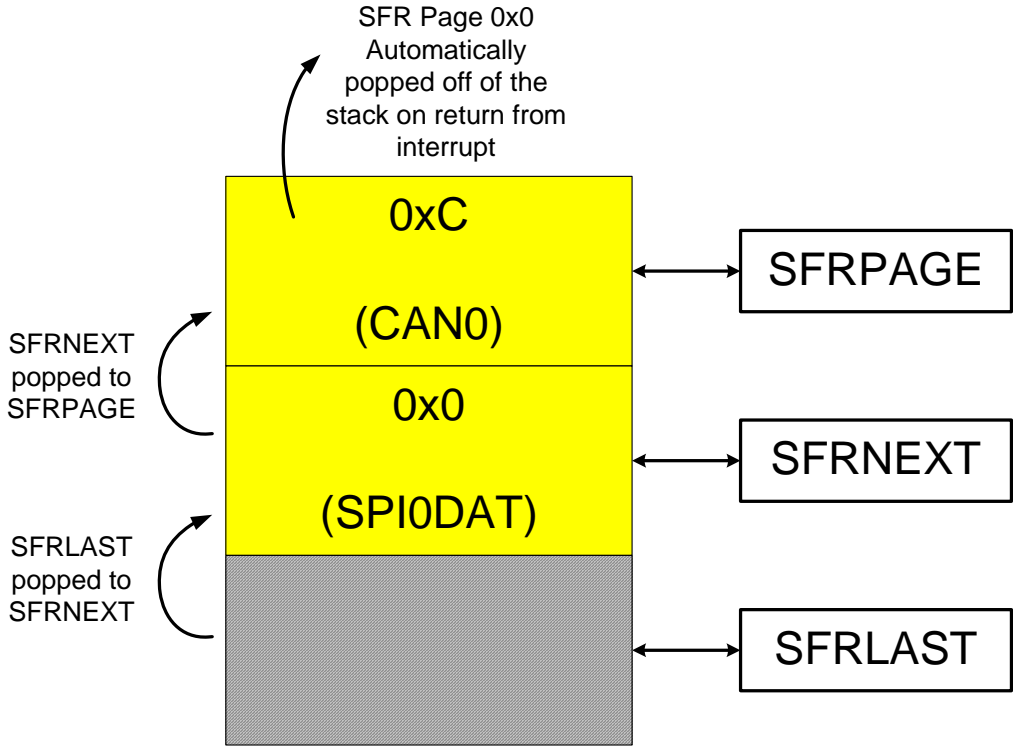 SFR Page 0x0
Automatically
popped off of the
stack on return from
interrupt
0xC
(CAN0)
SFRPAGE
SFRNEXT
popped to
SFRPAGE
0x0
(SPI0DAT)
SFRNEXT
SFRLAST
popped to
SFRNEXT
SFRLAST